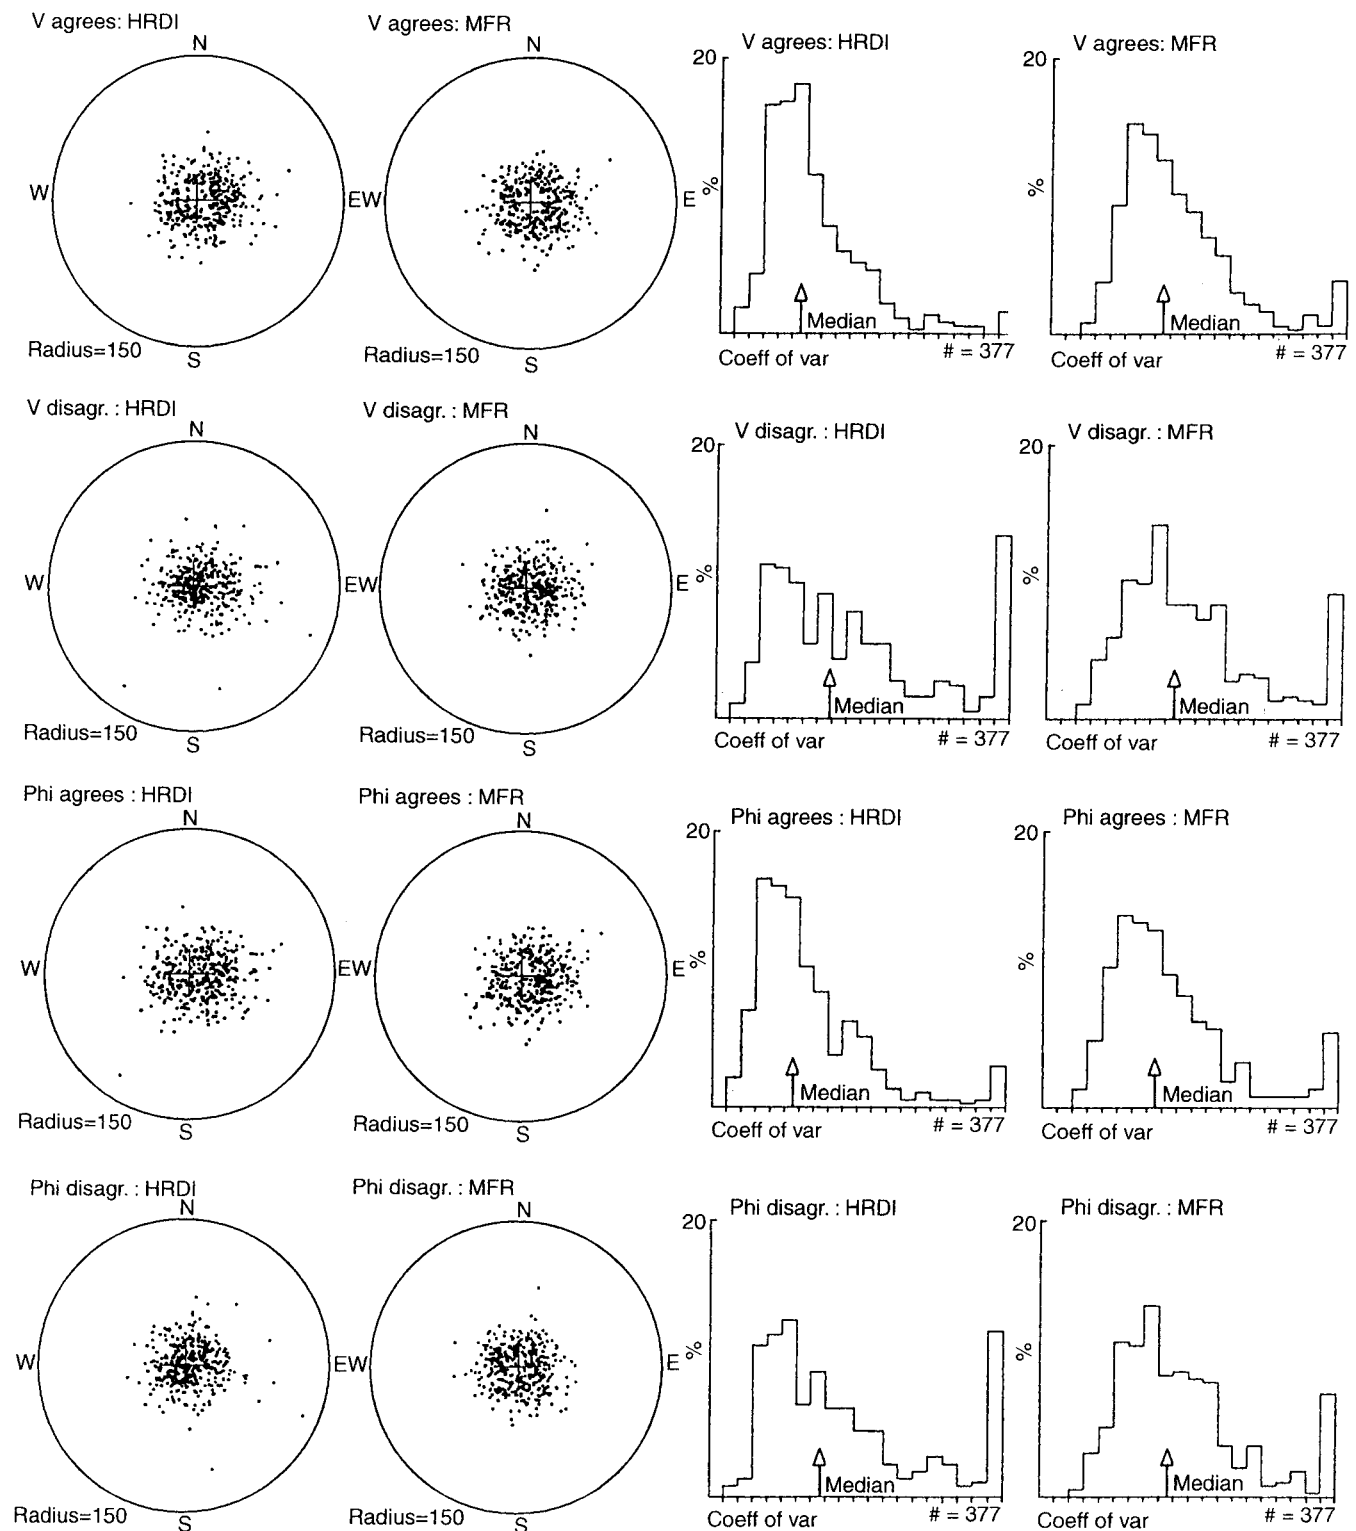 V agrees: HRDI
V agrees: MFR
V agrees: HRDI
V agrees: MFR
N
N
20
20
W
EW
E
%
%
Median
Median
Radius=150
S
Radius=150
S
Coeff of var
# = 377
Coeff of var
# = 377
V disagr. : HRDI
V disagr. : MFR
V disagr. : HRDI
V disagr. : MFR
N
N
20
20
W
EW
E
%
%
Median
Median
Radius=150
S
Radius=150
S
Coeff of var
# = 377
Coeff of var
# = 377
Phi agrees : HRDI
Phi agrees : MFR
Phi agrees : HRDI
Phi agrees : MFR
N
N
20
20
W
EW
E
%
%
Median
Median
Radius=150
S
Radius=150
S
Coeff of var
# = 377
Coeff of var
# = 377
Phi disagr. : HRDI
Phi disagr. : MFR
Phi disagr. : HRDI
Phi disagr. : MFR
N
N
20
20
W
EW
E
%
%
Median
Median
Radius=150
S
Radius=150
S
Coeff of var
# = 377
Coeff of var
# = 377